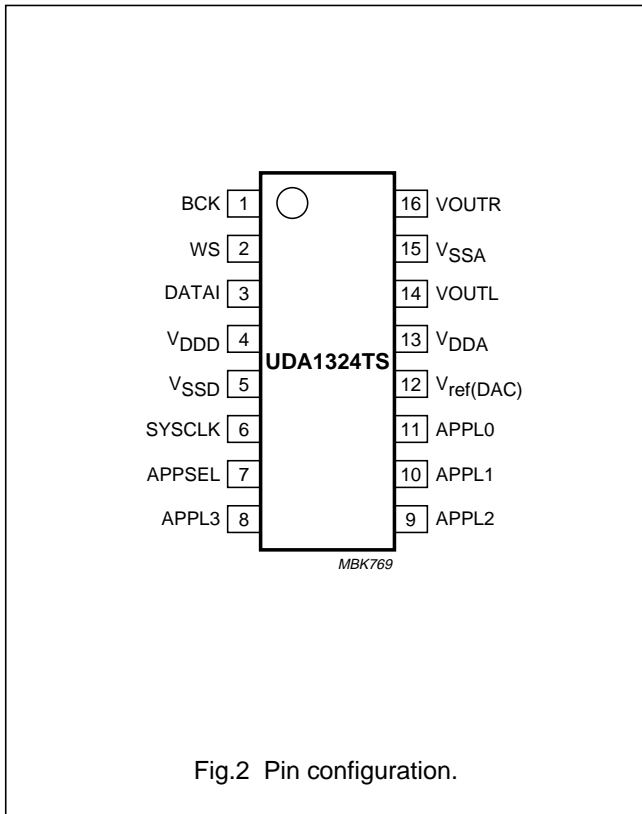 BCK 1 16 VOUTR
WS 2 15 VSSA
DATAI 3 14 VOUTL
VDDD 4 13 VDDA
UDA1324TS
VSSD 5 12 Vref(DAC)
SYSCLK 6 11 APPL0
APPSEL 7 10 APPL1
APPL3 8 9 APPL2
MBK769
Fig.2 Pin configuration.